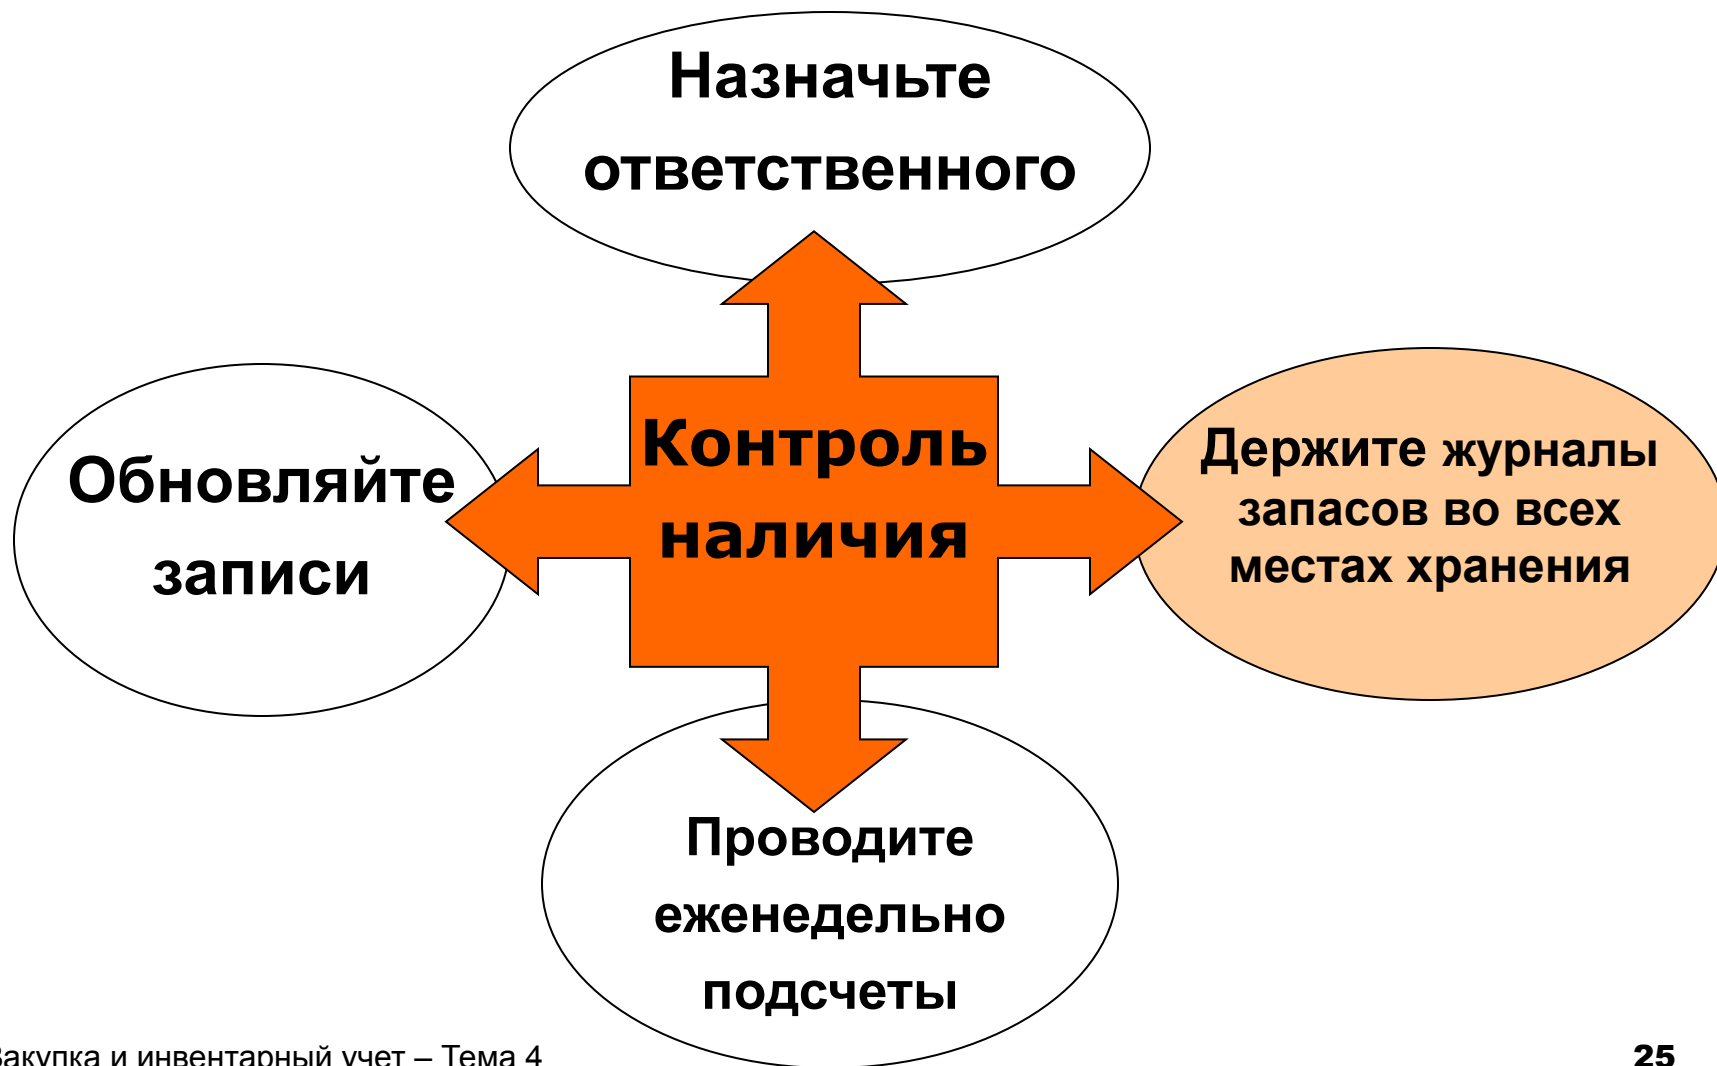 Назначьте
ответственного
Обновляйте
записи
Контроль
наличия
Держите журналы
запасов во всех
местах хранения
Проводите
еженедельно
подсчеты
Закупка и инвентарный учет – Тема 4
25